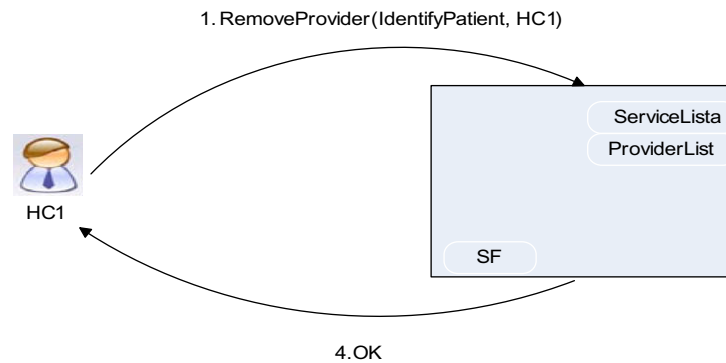 1. RemoveProvider(IdentifyPatient, HC1)
ServiceLista
ProviderList
HC1
SF
4.OK